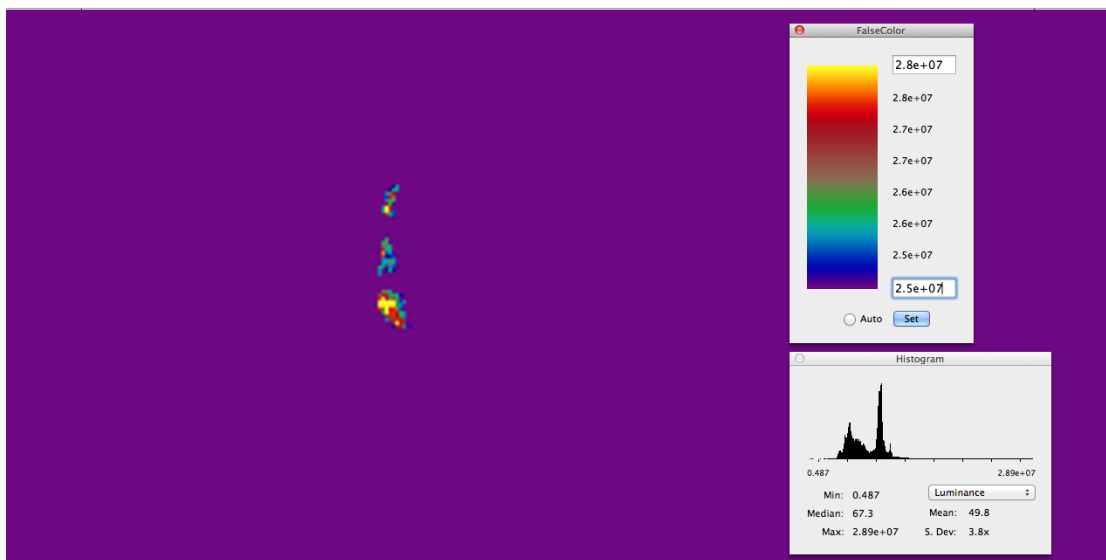 FalseColor
2.8e+07
2.8e+07
2.7e+07
2.7e+07
2.6e+07
2.6e+07
2.5e+07
2.5e+07
Auto Set
Histogram
0.487 2.89e+07
Min: 0.487 Luminance
Median: 67.3 Mean: 49.8
Max: 2.89e+07 S. Dev: 3.8x